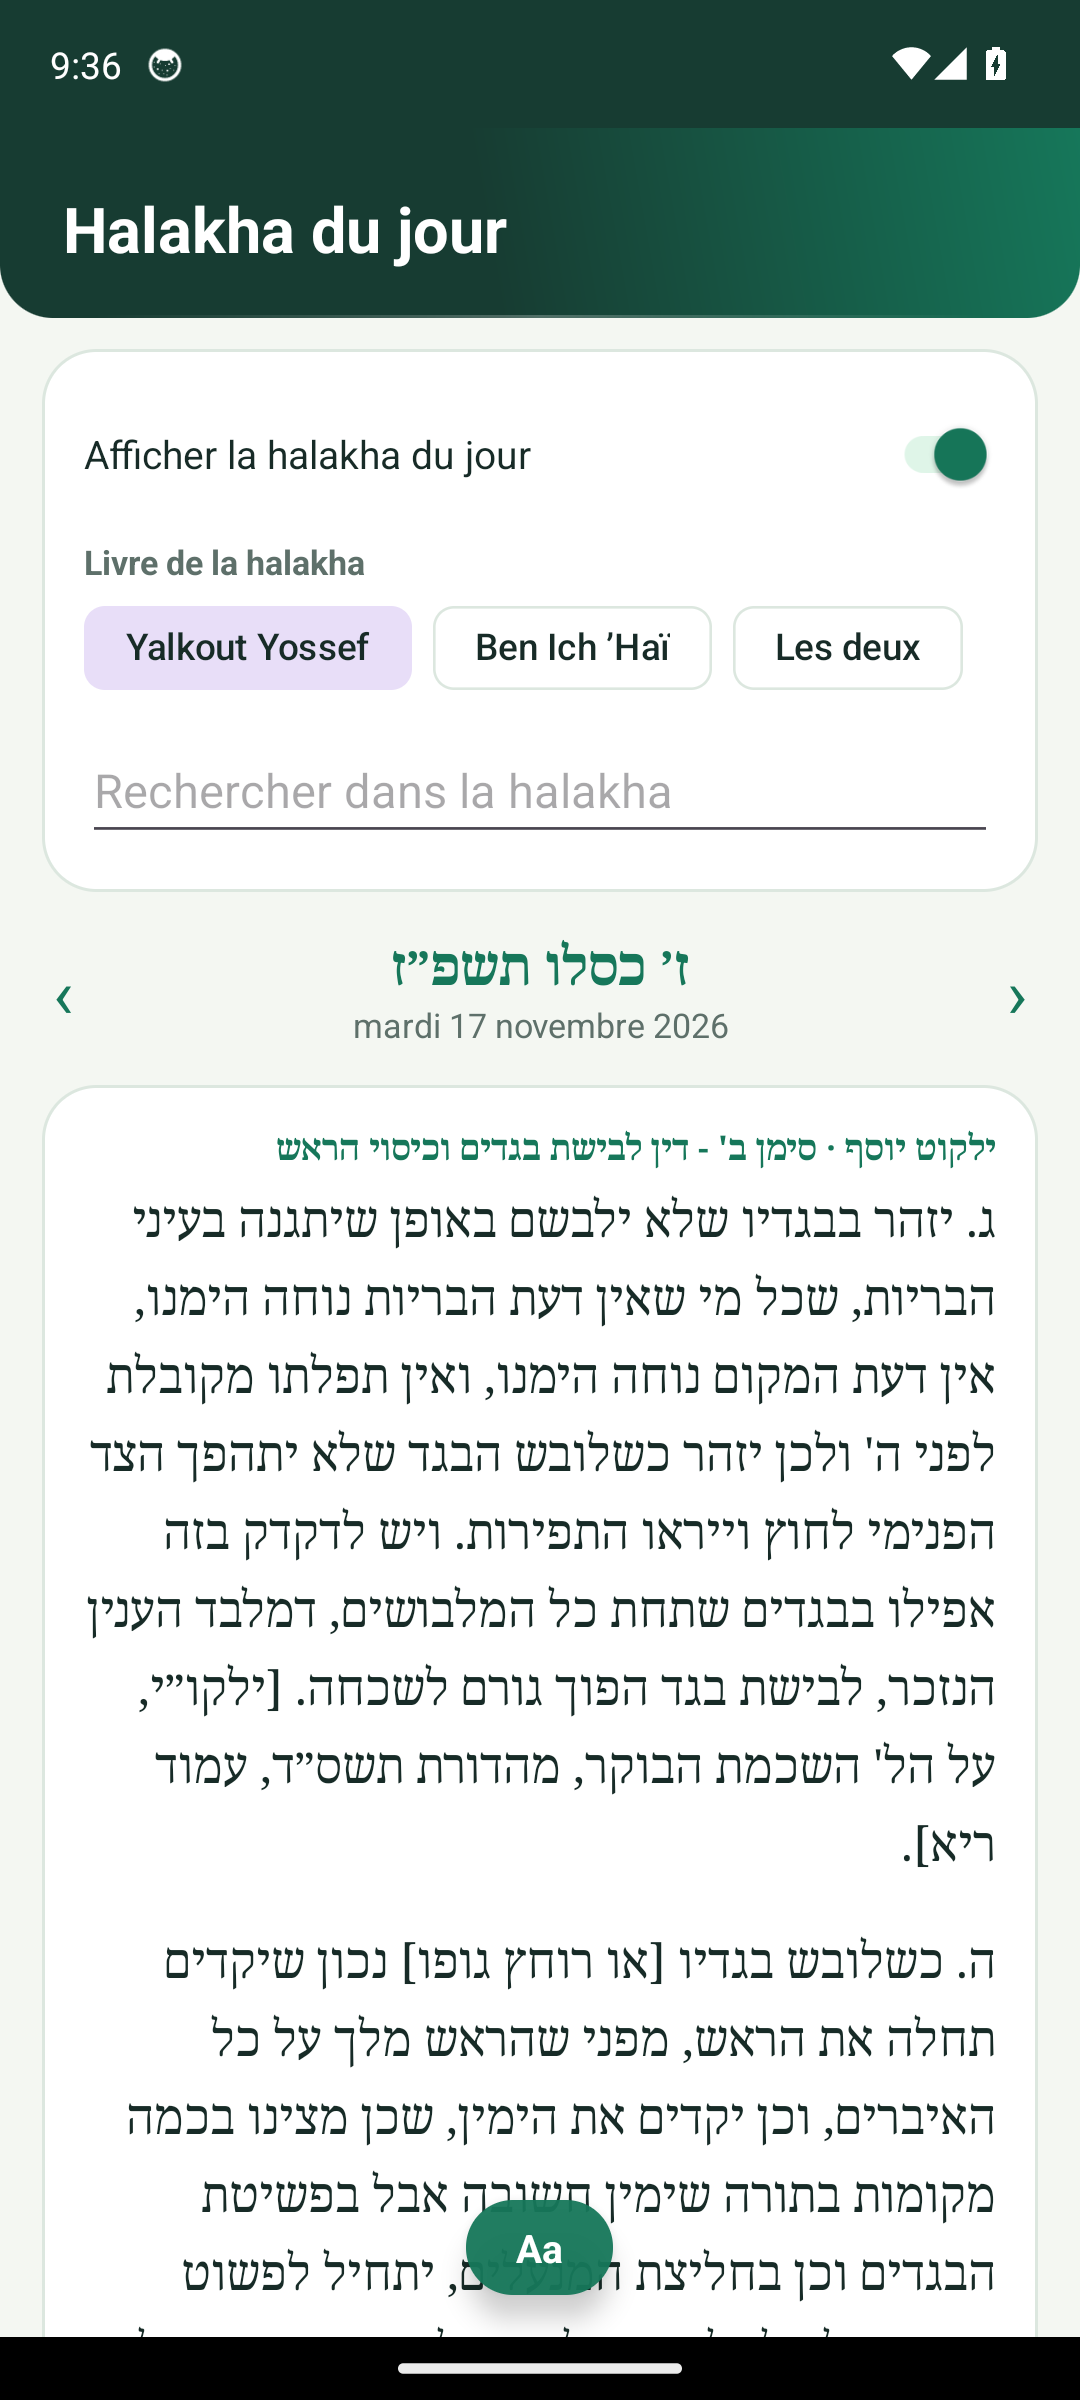 9:36
Halakha du jour
Afficher la halakha du jour
Livre de la halakha
Yalkout Yossef
Ben Ich ’Haï
Les deux
Rechercher dans la halakha
‹
ז׳ כסלו תשפ״ז
mardi 17 novembre 2026
›
ילקוט יוסף · סימן ב' - דין לבישת בגדים וכיסוי הראש
ג. יזהר בבגדיו שלא ילבשם באופן שיתגנה בעיני
הבריות, שכל מי שאין דעת הבריות נוחה הימנו,
אין דעת המקום נוחה הימנו, ואין תפלתו מקובלת
לפני ה' ולכן יזהר כשלובש הבגד שלא יתהפך הצד
הפנימי לחוץ וייראו התפירות. ויש לדקדק בזה
אפילו בבגדים שתחת כל המלבושים, דמלבד הענין
הנזכר, לבישת בגד הפוך גורם לשכחה. [ילקו״י,
על הל' השכמת הבוקר, מהדורת תשס״ד, עמוד
ריא].
ה. כשלובש בגדיו [או רוחץ גופו] נכון שיקדים
תחלה את הראש, מפני שהראש מלך על כל
האיברים, וכן יקדים את הימין, שכן מצינו בכמה
מקומות בתורה שימין חשובה אבל בפשיטת
הבגדים וכן בחליצת המנעלים, יתחיל לפשוט
Aa